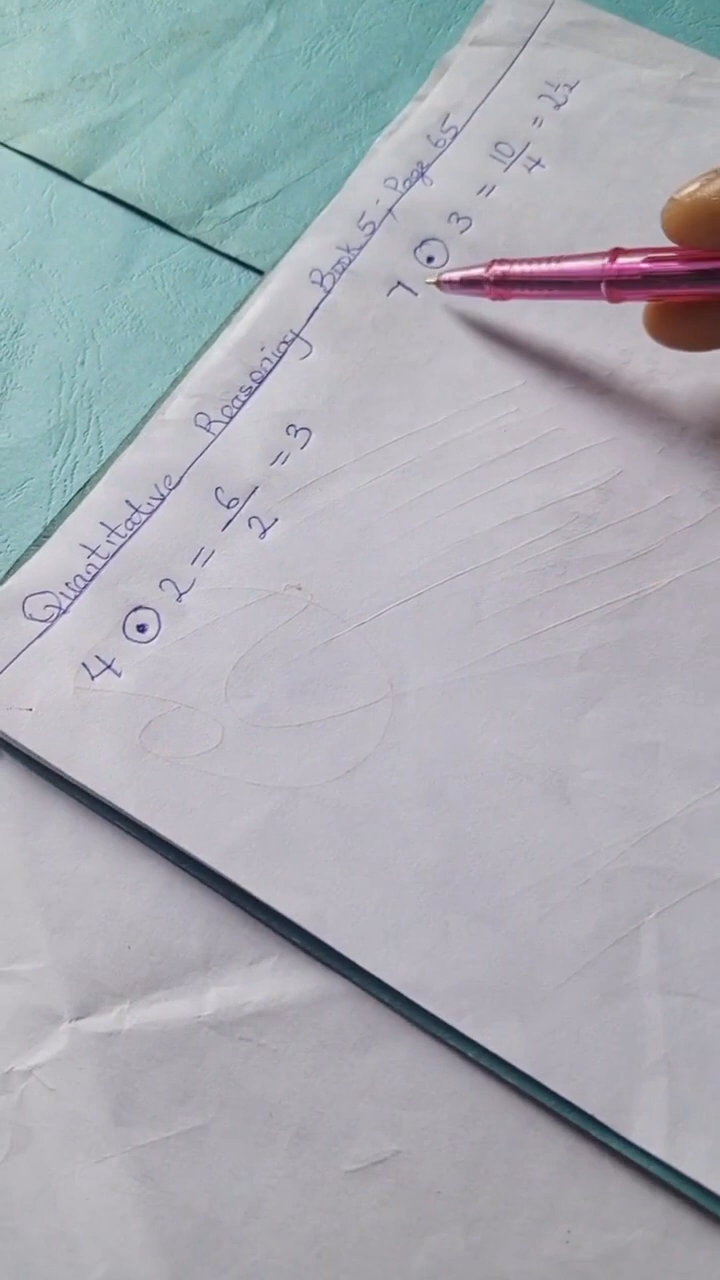 Quantitative Reasoning - Book 5; Page 65
4 ⊙ 2 = 6/2 = 3
7 ⊙ 3 = 10/4 = 2½